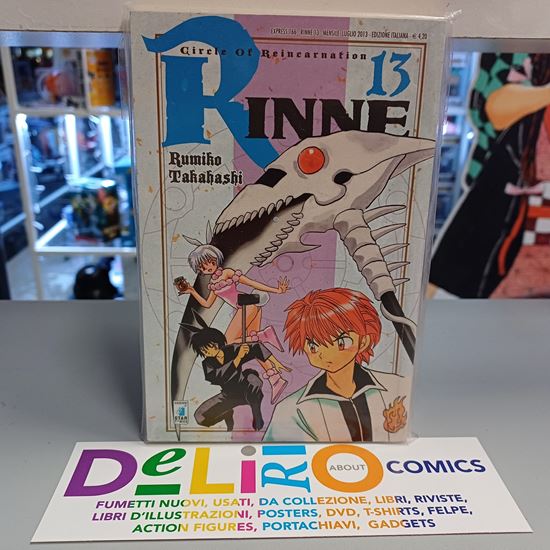 EXPRESS 166 · RINNE 13 · MENSILE · LUGLIO 2013 - EDIZIONE ITALIANA - € 4,20
Circle Of Reincarnation
13
RINNE
Rumiko
Takahashi
STAR
DeLiRiO ABOUT COMICS
FUMETTI NUOVI, USATI, DA COLLEZIONE, LIBRI, RIVISTE,
LIBRI D'ILLUSTRAZIONI, POSTERS, DVD, T-SHIRTS, FELPE,
ACTION FIGURES, PORTACHIAVI, GADGETS